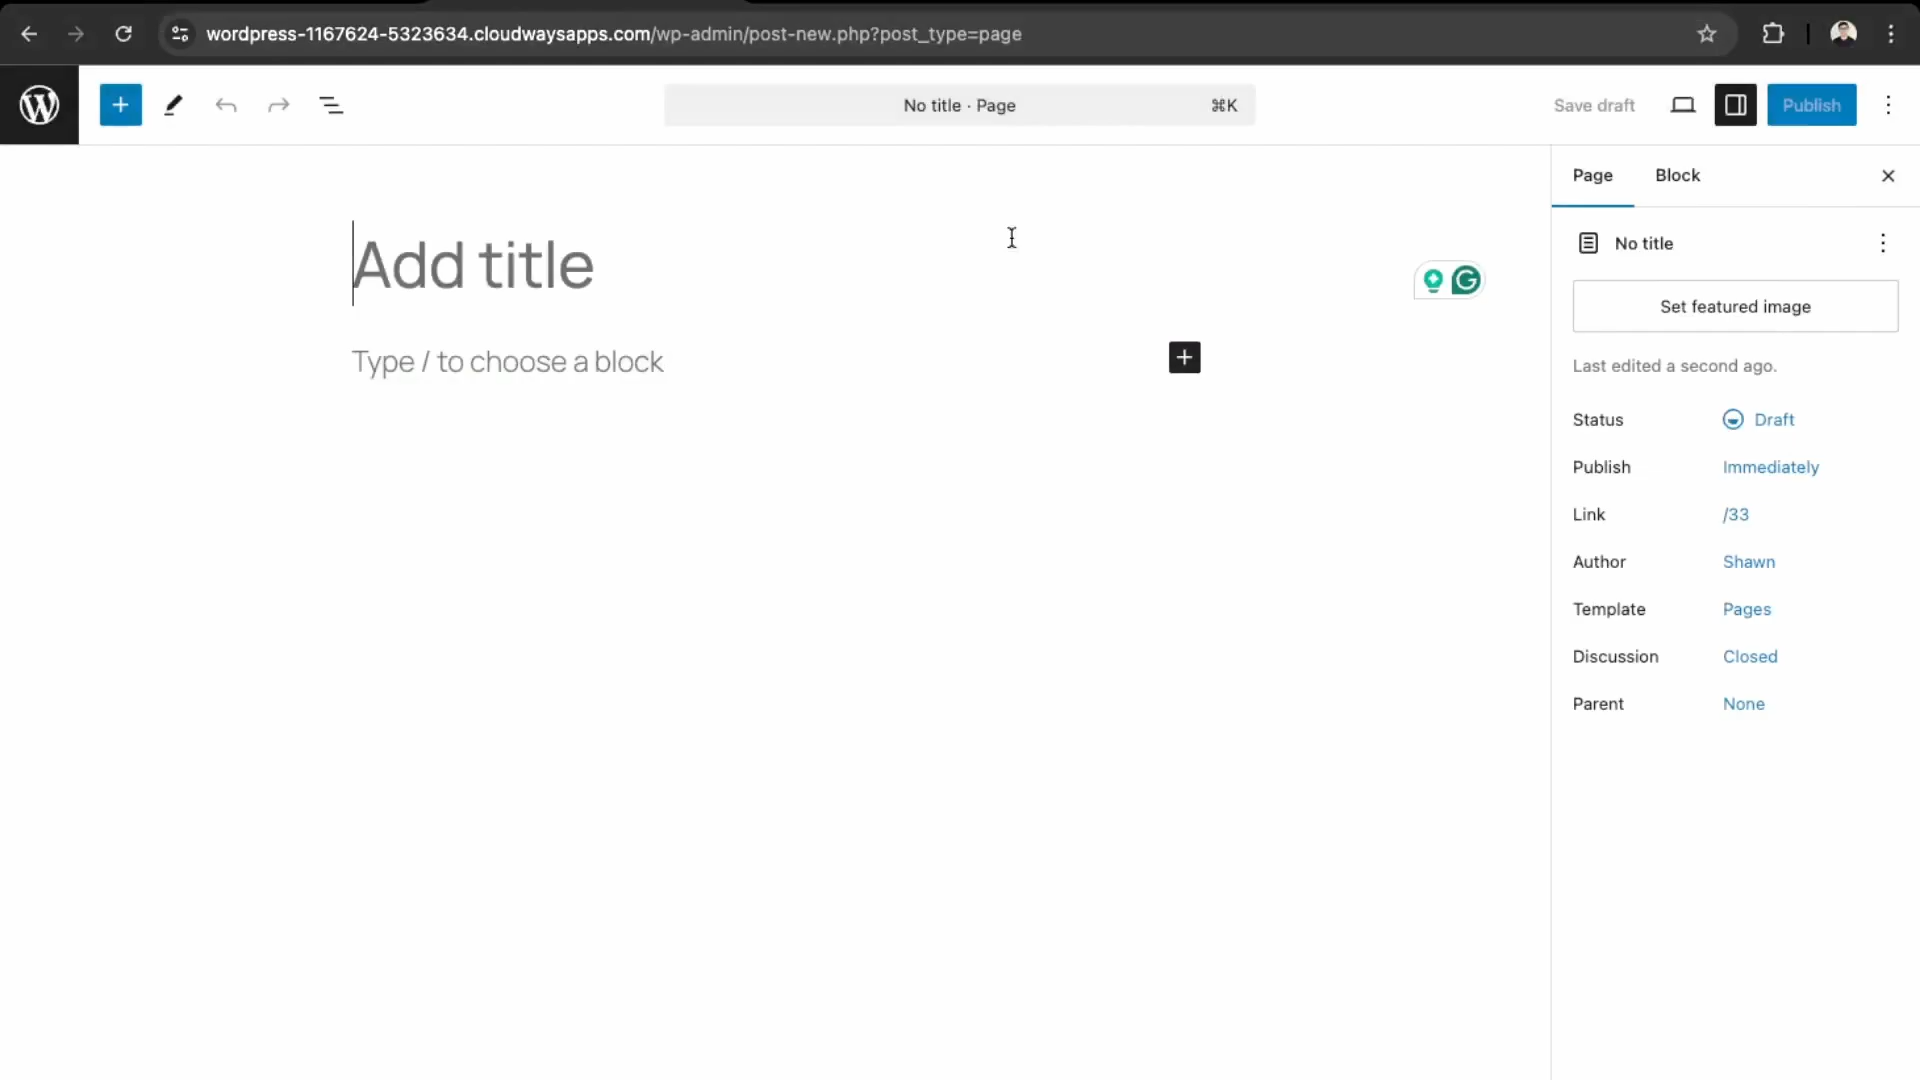 wordpress-1167624-5323634.cloudwaysapps.com/wp-admin/post-new.php?post_type=page
No title · Page ⌘K
Save draft
Publish
Page Block
Add title
No title
Set featured image
Type / to choose a block
Last edited a second ago.
Status Draft
Publish Immediately
Link /33
Author Shawn
Template Pages
Discussion Closed
Parent None